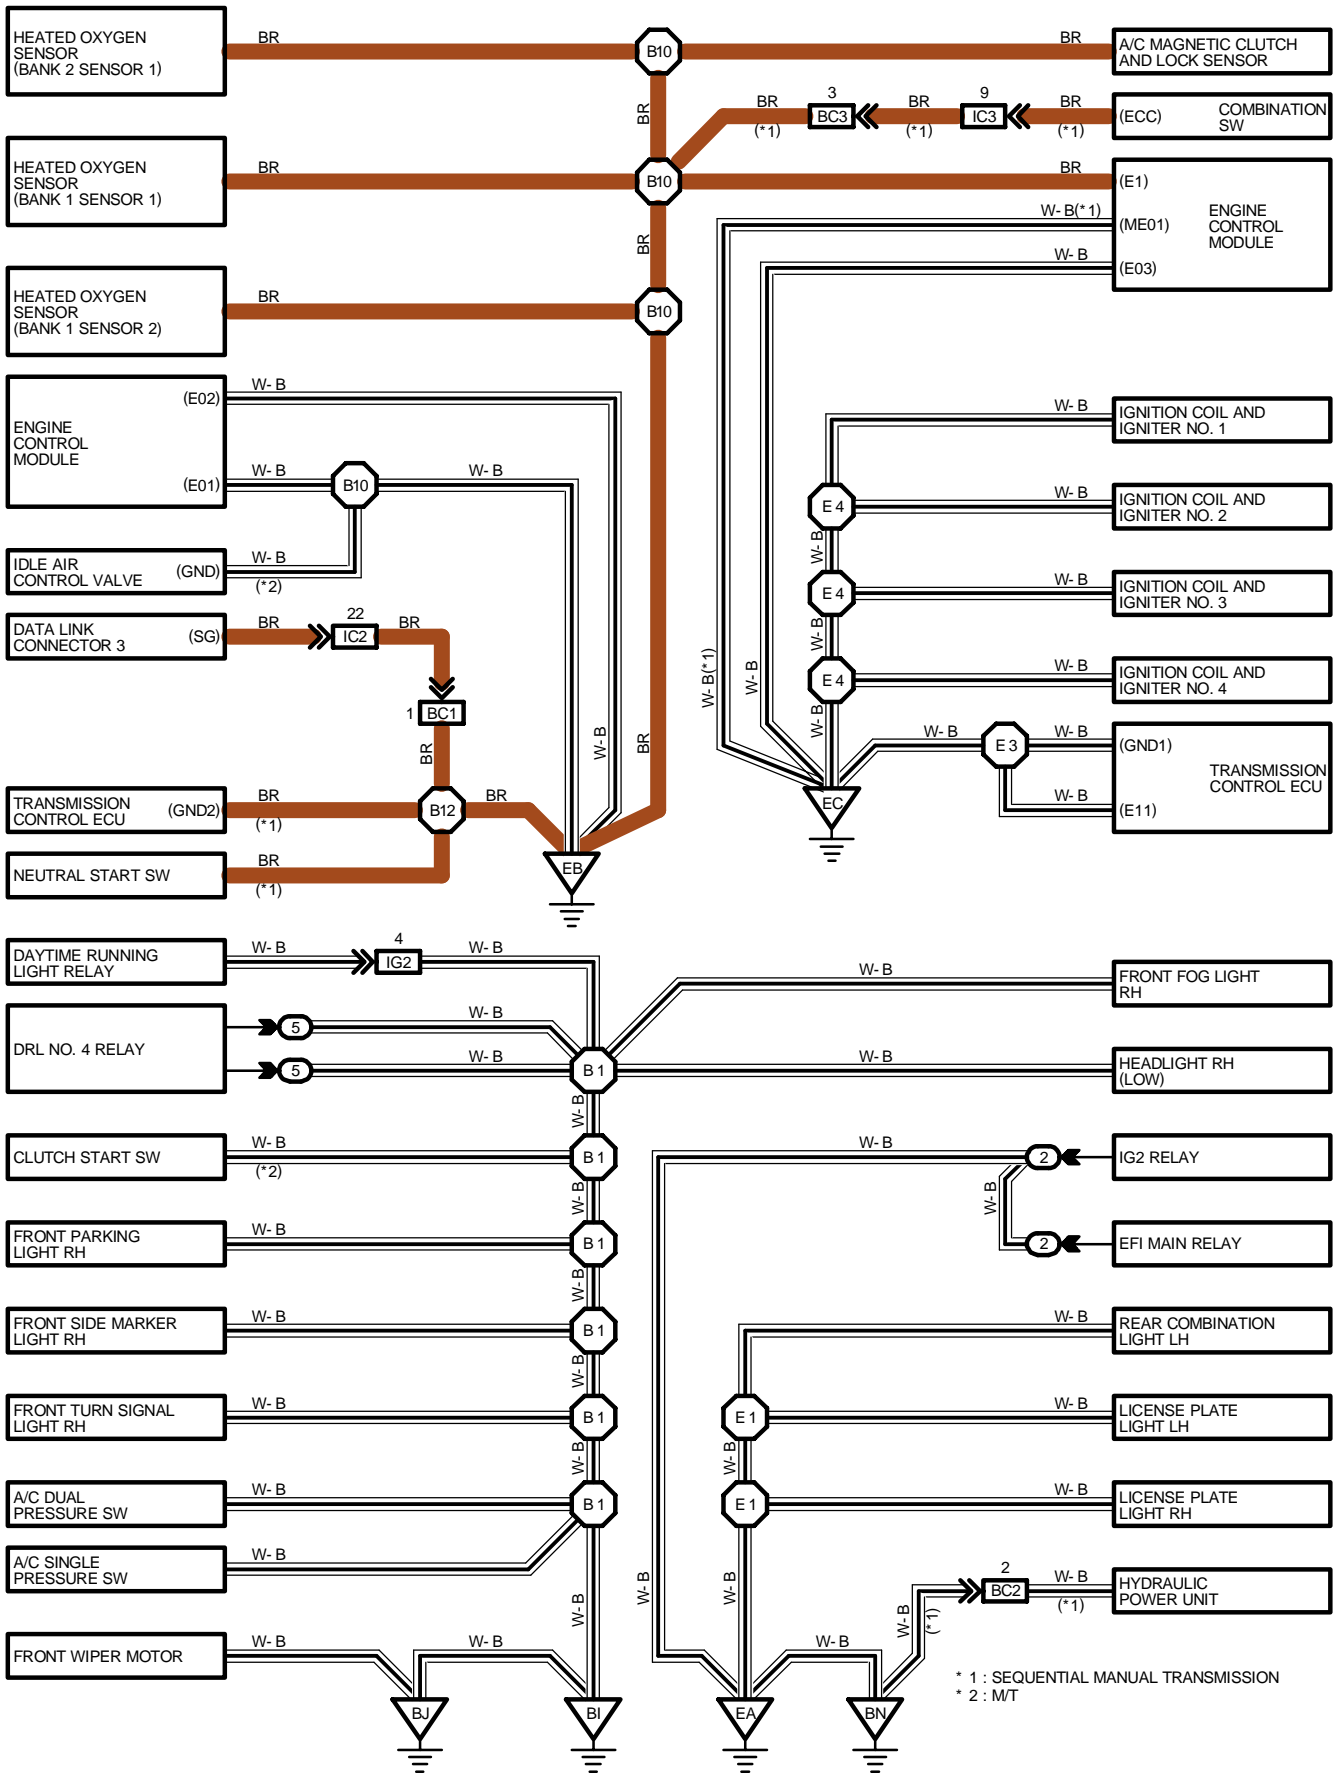 HEATED OXYGEN
SENSOR
(BANK 2 SENSOR 1)
BR
B10
BR
A/C MAGNETIC CLUTCH
AND LOCK SENSOR
BR
BR
(*1)
3
BC3
BR
(*1)
9
IC3
BR
(*1)
(ECC)
COMBINATION
SW
HEATED OXYGEN
SENSOR
(BANK 1 SENSOR 1)
BR
B10
BR
(E1)
(ME01)
(E03)
ENGINE
CONTROL
MODULE
W-B(*1)
W-B
BR
HEATED OXYGEN
SENSOR
(BANK 1 SENSOR 2)
BR
B10
ENGINE
CONTROL
MODULE
(E02)
(E01)
W-B
W-B
B10
W-B
IDLE AIR
CONTROL VALVE
(GND)
W-B
(*2)
DATA LINK
CONNECTOR 3
(SG)
BR
22
IC2
BR
1
BC1
BR
TRANSMISSION
CONTROL ECU
(GND2)
BR
(*1)
B12
BR
NEUTRAL START SW
BR
(*1)
W-B
BR
EB
W-B
IGNITION COIL AND
IGNITER NO. 1
E4
W-B
IGNITION COIL AND
IGNITER NO. 2
W-B
E4
W-B
IGNITION COIL AND
IGNITER NO. 3
W-B
E4
W-B
IGNITION COIL AND
IGNITER NO. 4
W-B(*1)
W-B
W-B
W-B
E3
W-B
(GND1)
W-B
(E11)
TRANSMISSION
CONTROL ECU
EC
DAYTIME RUNNING
LIGHT RELAY
W-B
4
IG2
W-B
W-B
FRONT FOG LIGHT
RH
DRL NO. 4 RELAY
5
W-B
5
W-B
B1
W-B
HEADLIGHT RH
(LOW)
W-B
CLUTCH START SW
W-B
(*2)
B1
W-B
W-B
2
IG2 RELAY
W-B
2
EFI MAIN RELAY
FRONT PARKING
LIGHT RH
W-B
B1
W-B
FRONT SIDE MARKER
LIGHT RH
W-B
B1
W-B
W-B
REAR COMBINATION
LIGHT LH
FRONT TURN SIGNAL
LIGHT RH
W-B
B1
W-B
E1
W-B
LICENSE PLATE
LIGHT LH
W-B
A/C DUAL
PRESSURE SW
W-B
B1
E1
W-B
LICENSE PLATE
LIGHT RH
A/C SINGLE
PRESSURE SW
W-B
W-B
W-B
W-B
W-B
(*1)
2
BC2
W-B
(*1)
HYDRAULIC
POWER UNIT
FRONT WIPER MOTOR
W-B
W-B
W-B
BJ
BI
EA
BN
* 1 : SEQUENTIAL MANUAL TRANSMISSION
* 2 : M/T